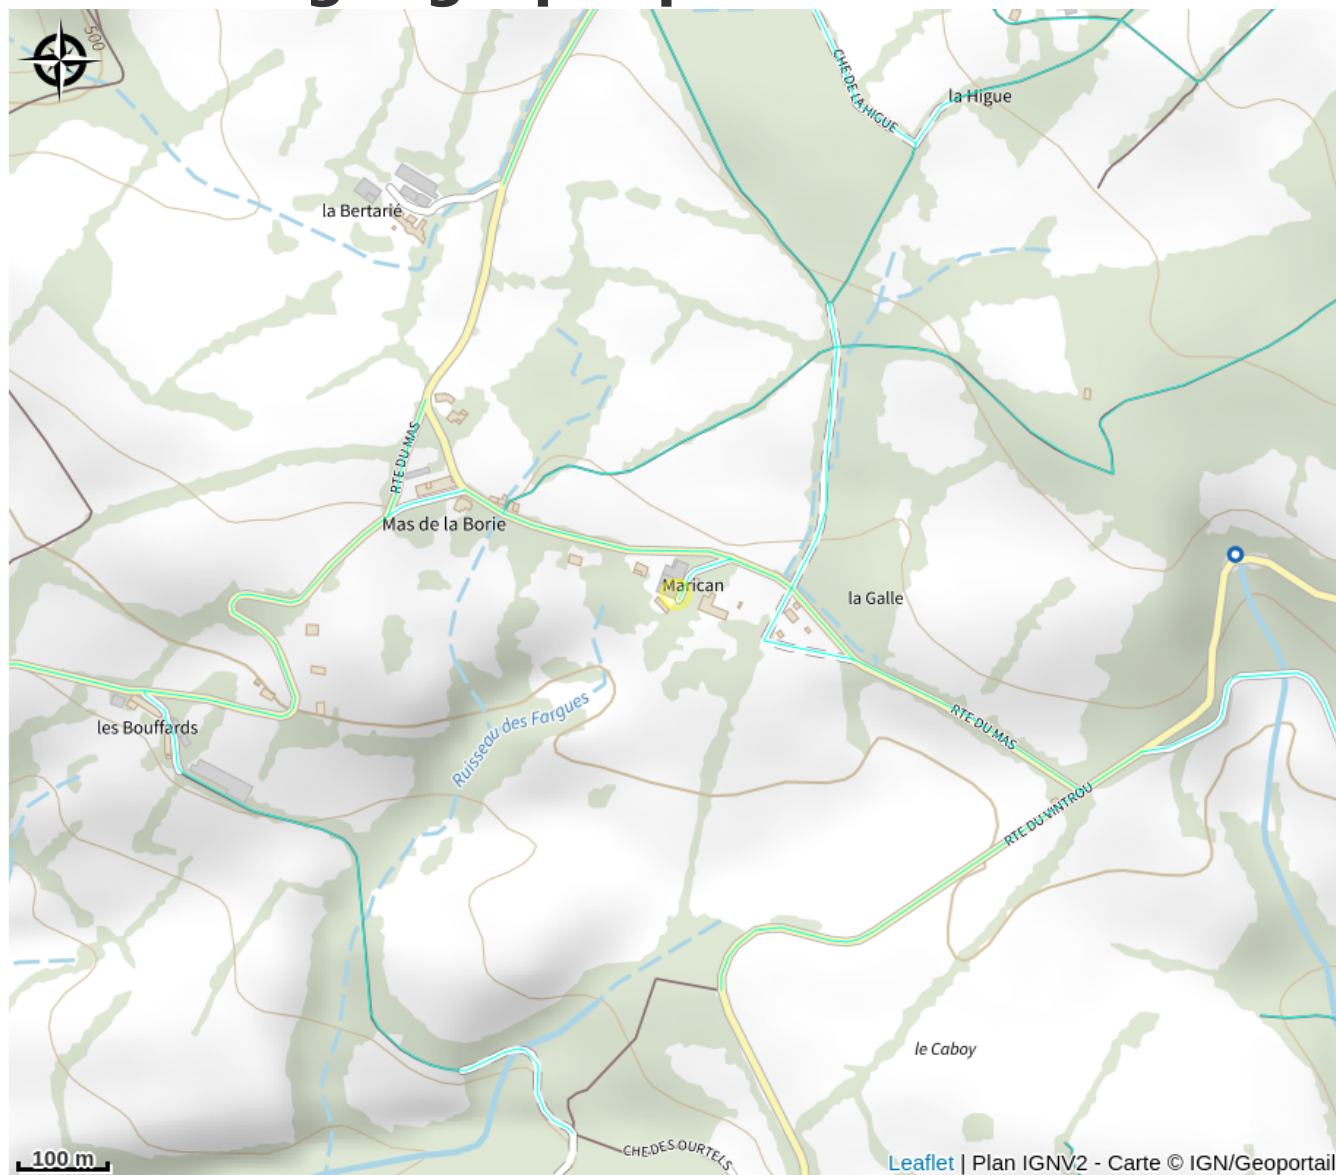 500
CHE DE LA HIGUE
la Higue
la Bertarié
RTE DU MAS
Mas de la Borie
Marican
la Galle
les Bouffards
Ruisseau des Fargues
RTE DU MAS
RTE DU VINTROU
le Caboy
CHE DES OURTELS
100 m
Leaflet | Plan IGNV2 - Carte © IGN/Geoportail